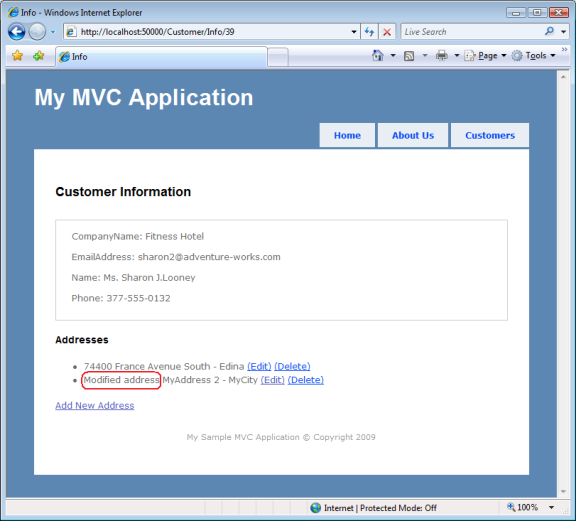 Info - Windows Internet Explorer
http://localhost:50000/Customer/Info/39
Live Search
Info
Page
Tools
My MVC Application
Home About Us Customers
Customer Information
CompanyName: Fitness Hotel
EmailAddress: sharon2@adventure-works.com
Name: Ms. Sharon J.Looney
Phone: 377-555-0132
Addresses
74400 France Avenue South - Edina (Edit) (Delete)
Modified address MyAddress 2 - MyCity (Edit) (Delete)
Add New Address
My Sample MVC Application © Copyright 2009
Internet | Protected Mode: Off 100%